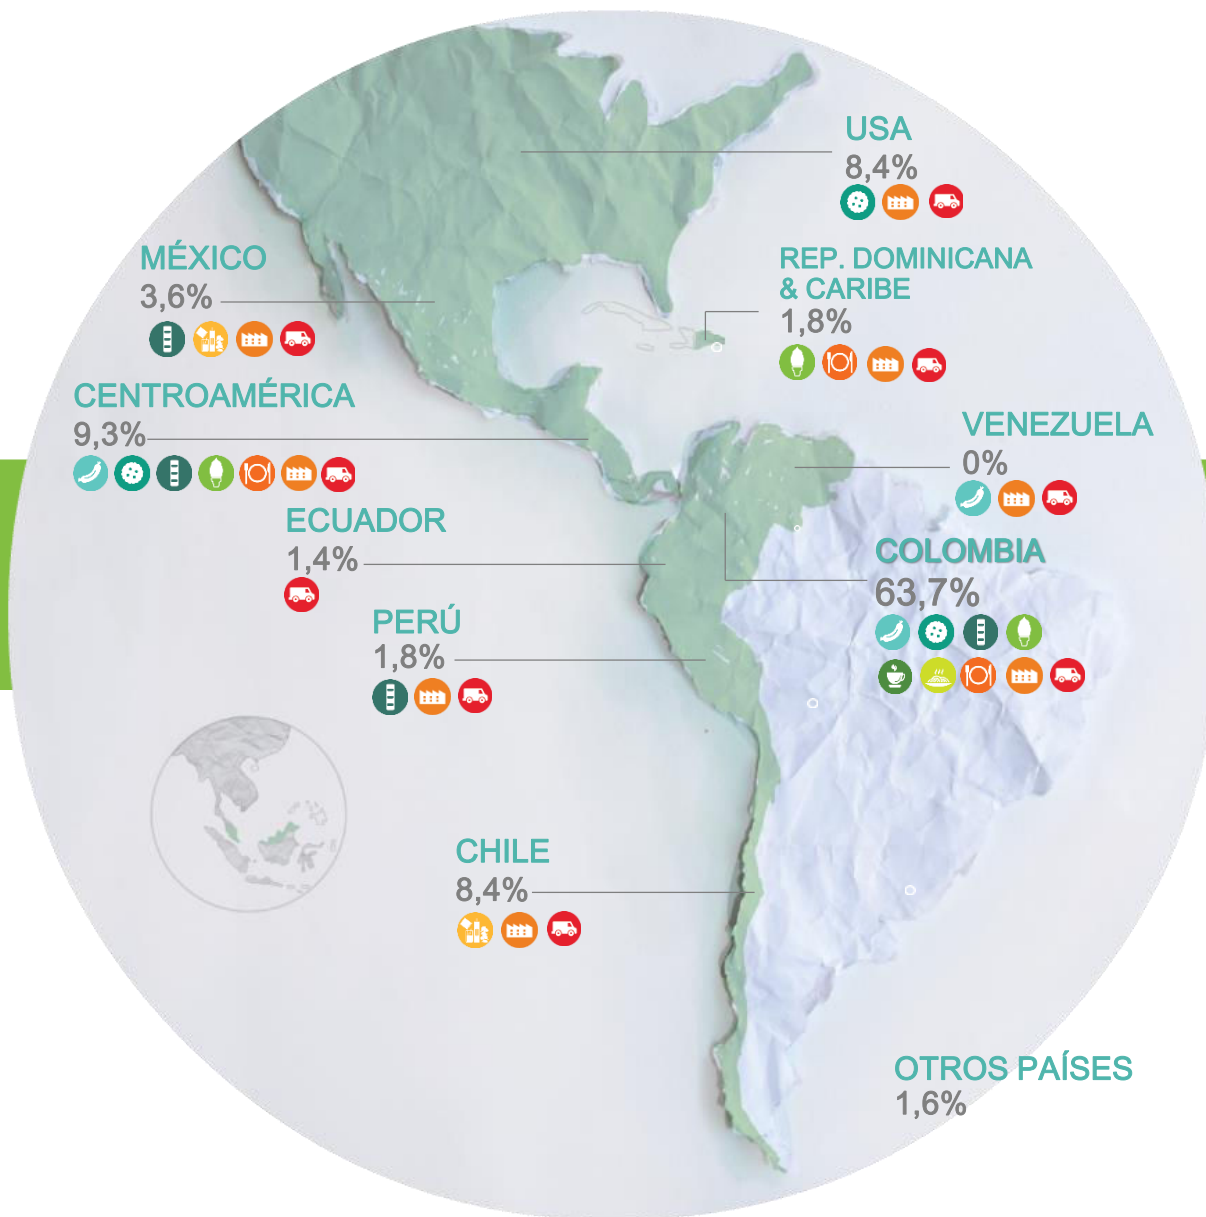 USA
8,4%
MÉXICO
3,6%
REP. DOMINICANA
& CARIBE
1,8%
CENTROAMÉRICA
9,3%
VENEZUELA
0%
ECUADOR
1,4%
COLOMBIA
63,7%
PERÚ
1,8%
CHILE
8,4%
OTROS PAÍSES
1,6%